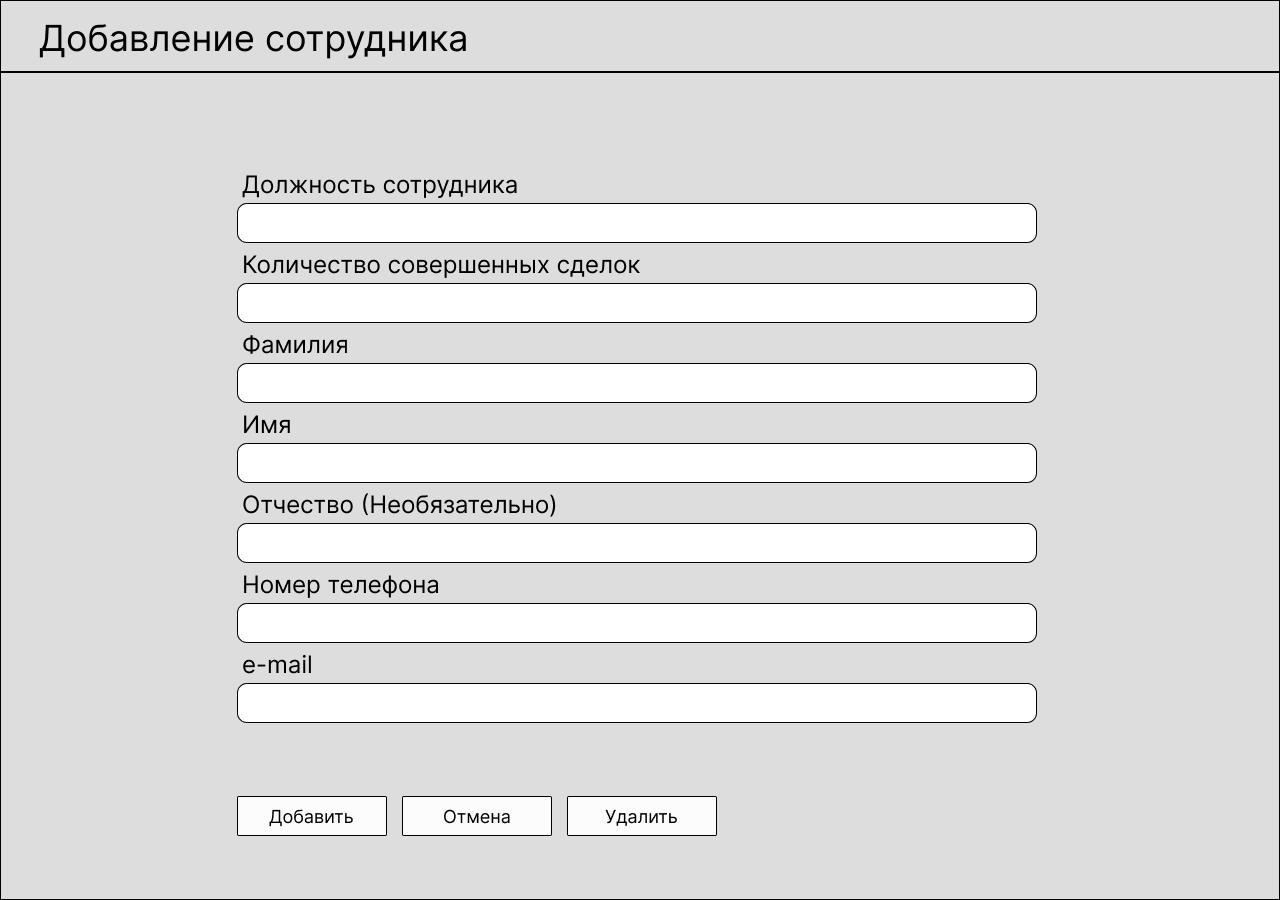 Добавление сотрудника
Должность сотрудника
Количество совершенных сделок
Фамилия
Имя
Отчество (Необязательно)
Номер телефона
e-mail
Добавить
Отмена
Удалить